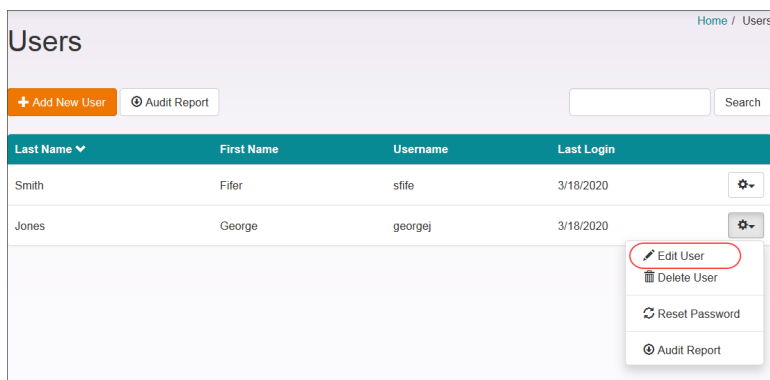 Home / Users
Users
Add New User
Audit Report
Search
Last Name First Name Username Last Login
Smith Fifer sfife 3/18/2020
Jones George georgej 3/18/2020
Edit User
Delete User
Reset Password
Audit Report